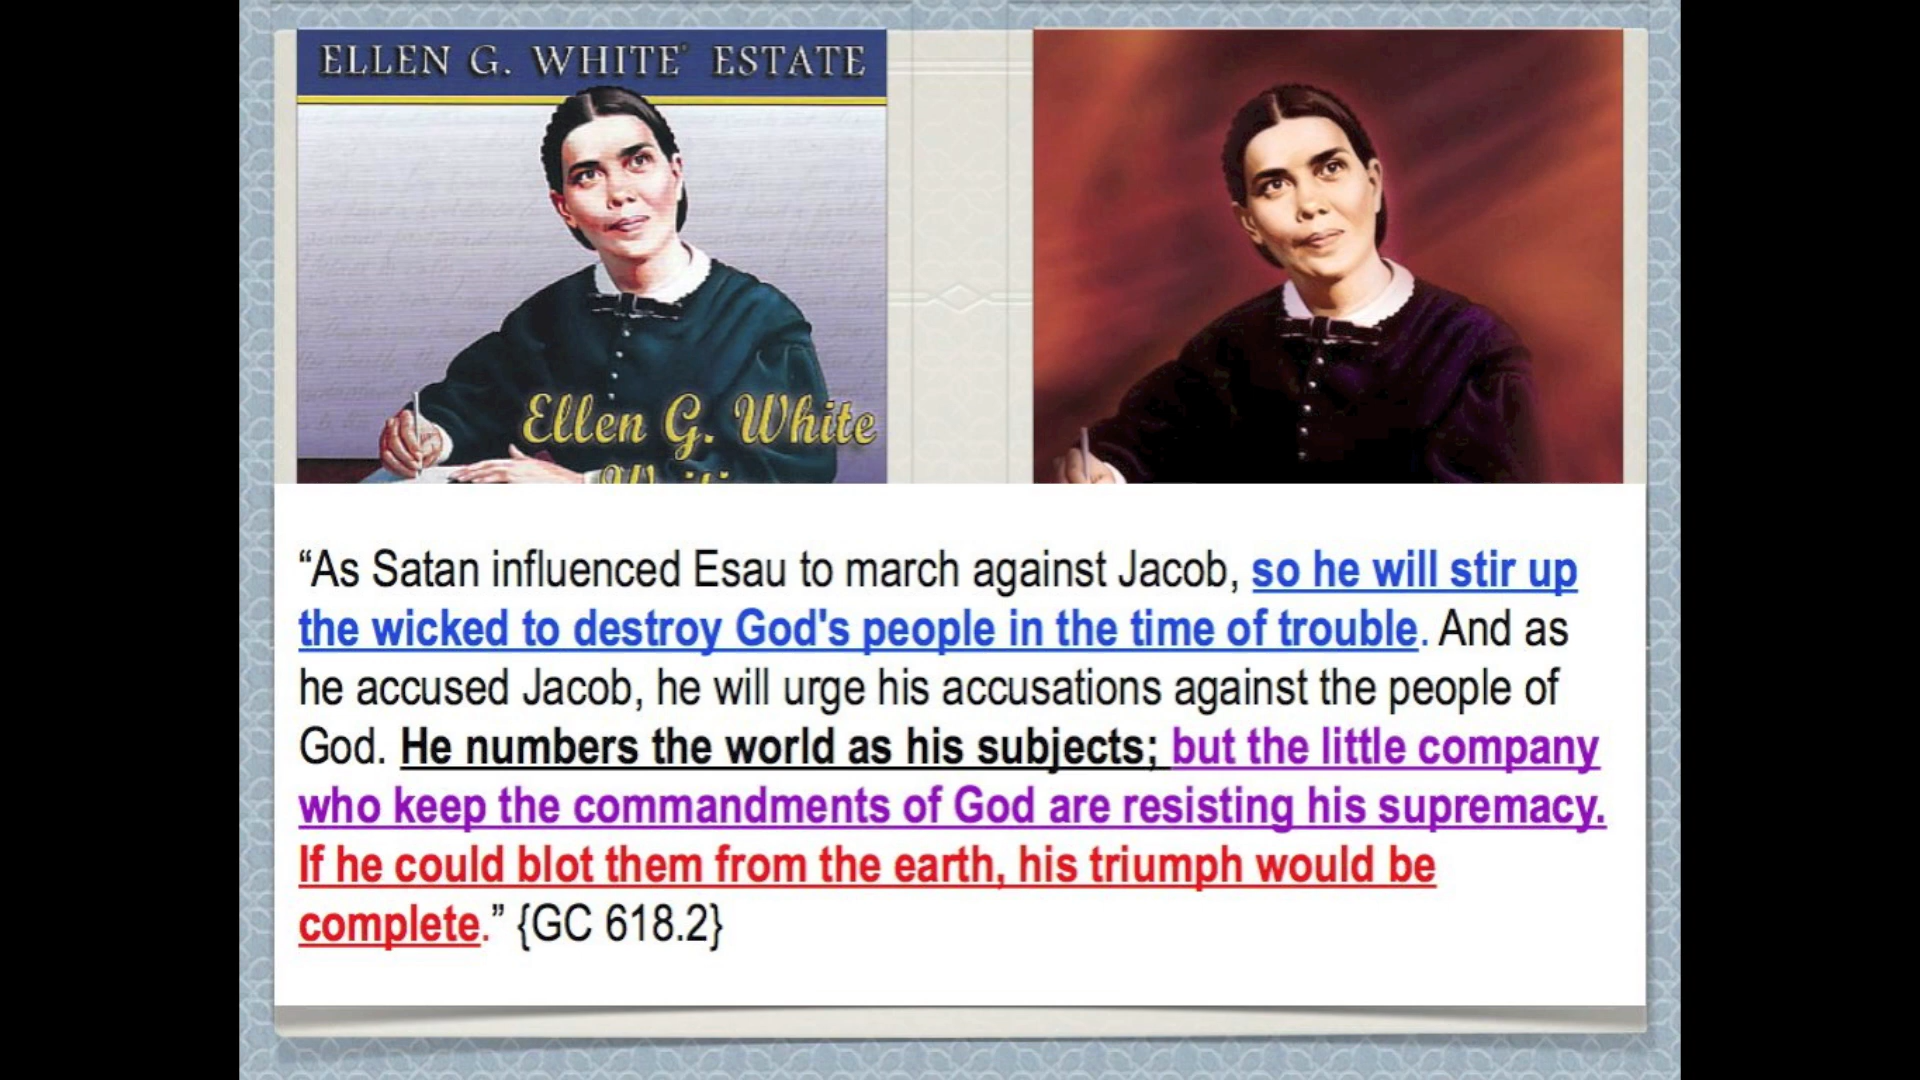 ELLEN G. WHITE® ESTATE
Ellen G. White
“As Satan influenced Esau to march against Jacob, so he will stir up
the wicked to destroy God's people in the time of trouble. And as
he accused Jacob, he will urge his accusations against the people of
God. He numbers the world as his subjects; but the little company
who keep the commandments of God are resisting his supremacy.
If he could blot them from the earth, his triumph would be
complete.” {GC 618.2}